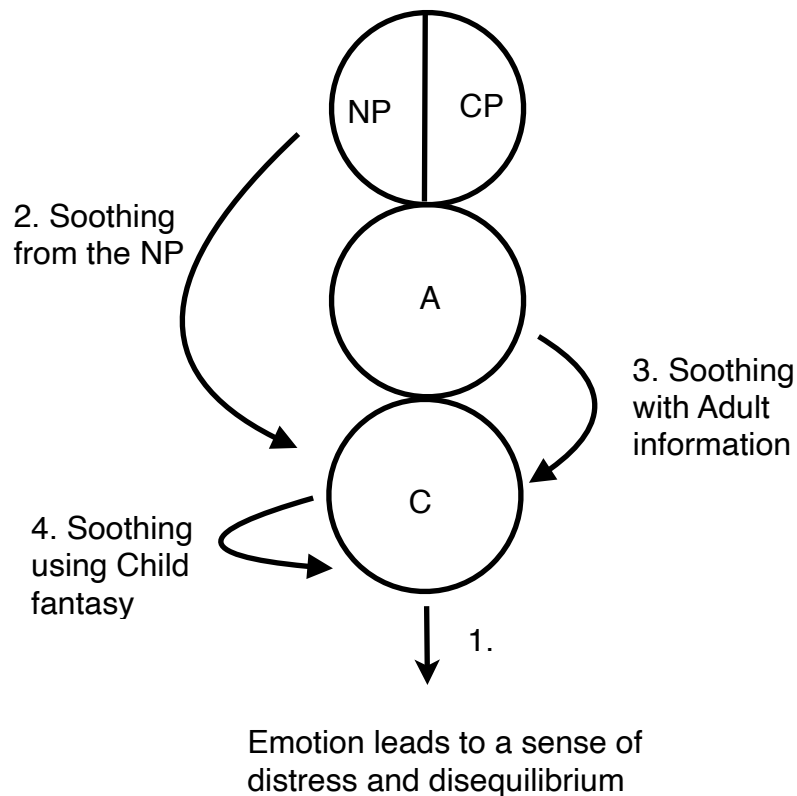 NP
CP
2. Soothing
from the NP
A
3. Soothing
with Adult
information
C
4. Soothing
using Child
fantasy
1.
Emotion leads to a sense of
distress and disequilibrium